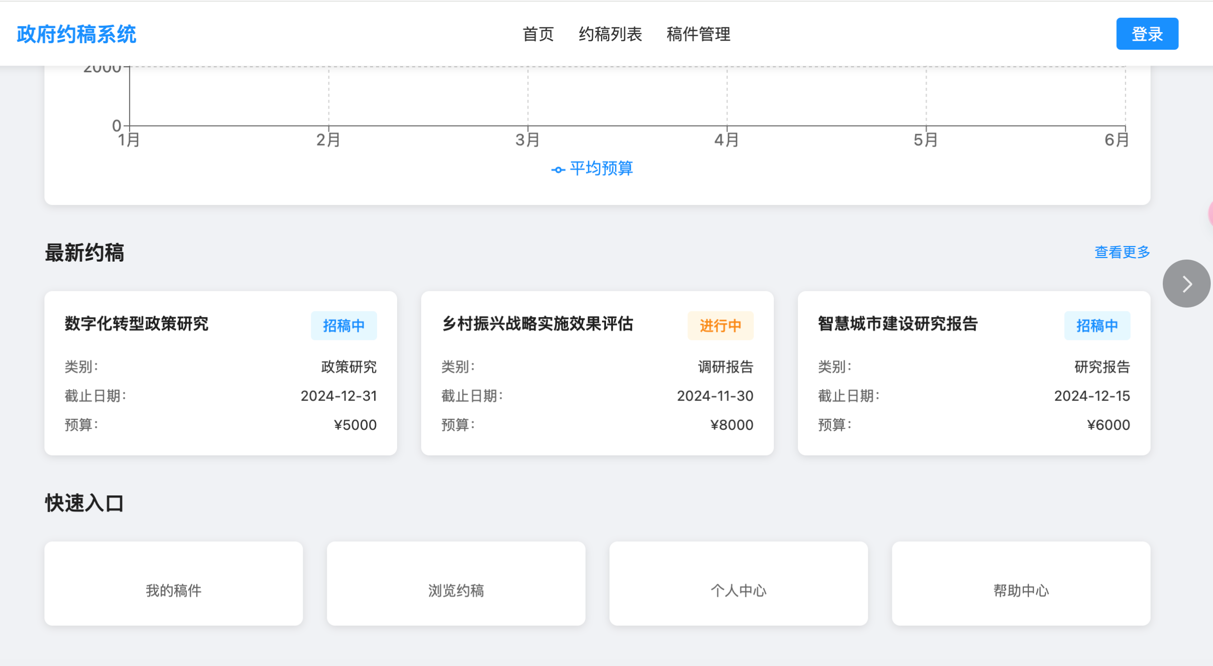 政府约稿系统
首页 约稿列表 稿件管理
登录
2000
0
1月 2月 3月 4月 5月 6月
平均预算
最新约稿
查看更多
数字化转型政策研究
招稿中
类别：
政策研究
截止日期：
2024-12-31
预算：
¥5000
乡村振兴战略实施效果评估
进行中
类别：
调研报告
截止日期：
2024-11-30
预算：
¥8000
智慧城市建设研究报告
招稿中
类别：
研究报告
截止日期：
2024-12-15
预算：
¥6000
快速入口
我的稿件
浏览约稿
个人中心
帮助中心